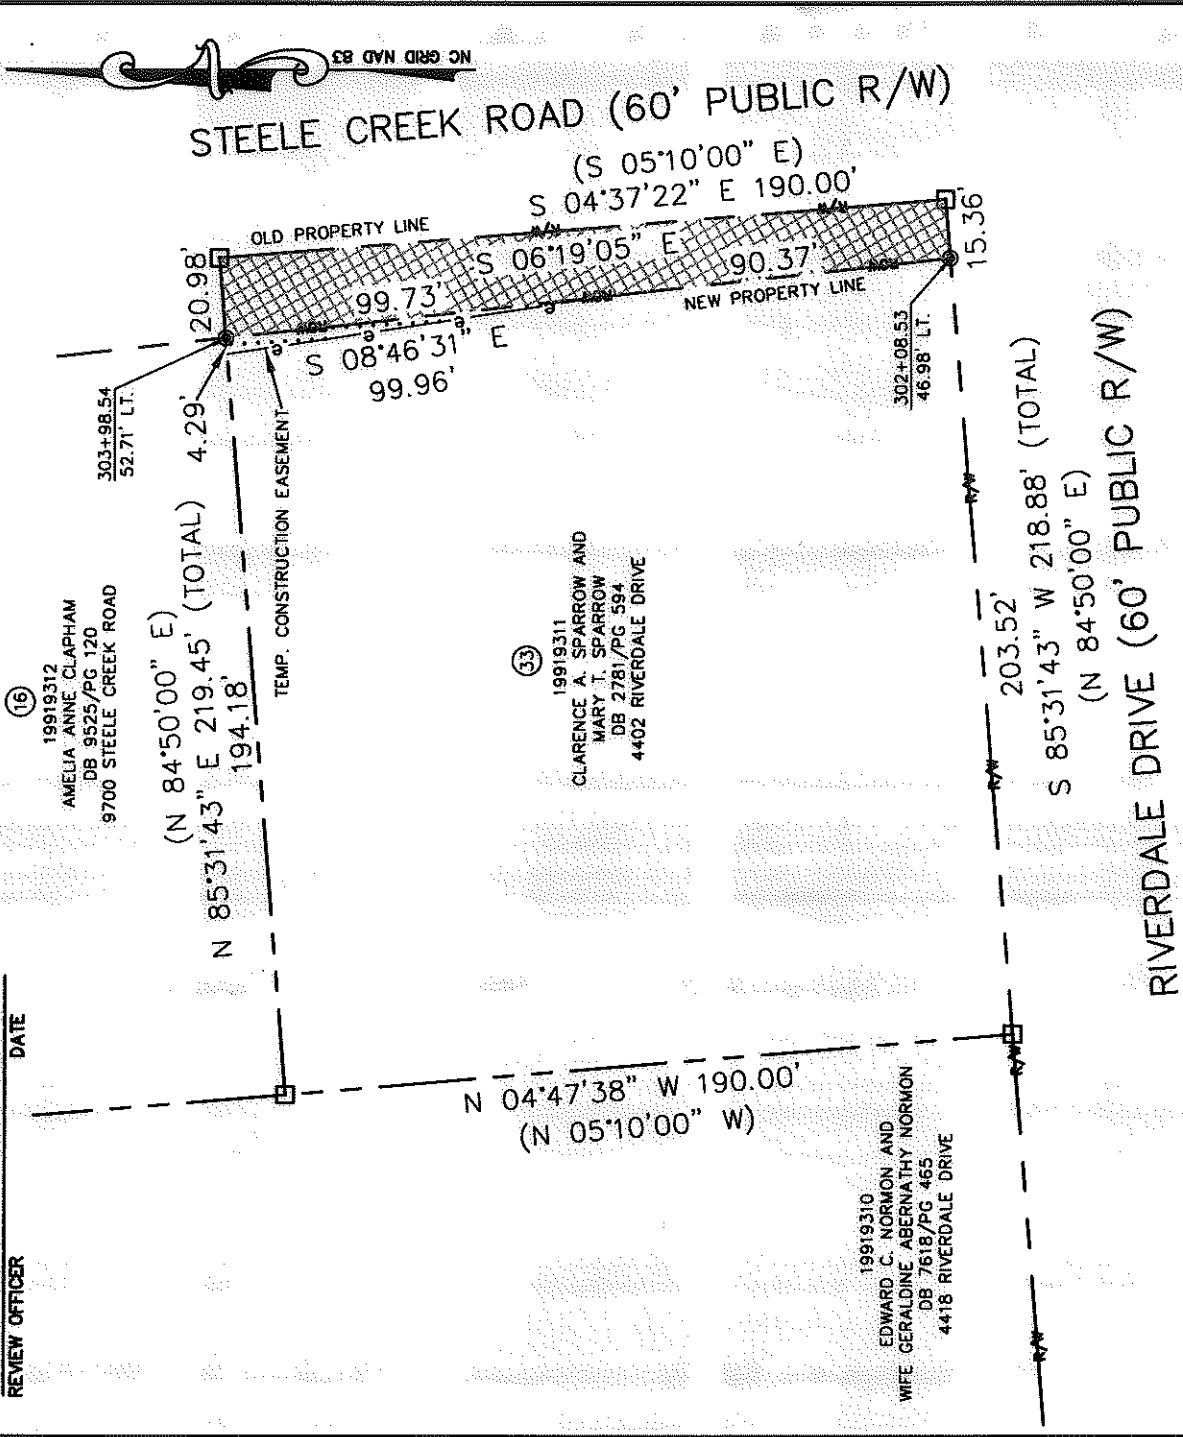 NC GRID NAD 83
STEELE CREEK ROAD (60' PUBLIC R/W)
(S 05°10'00" E)
S 04°37'22" E 190.00'
OLD PROPERTY LINE
R/W
R/W
S 06°19'05" E
90.37'
99.73'
ROW
ROW
ROW
NEW PROPERTY LINE
e
e
e
e
S 08°46'31" E
99.96'
20.98'
15.36'
303+98.54
52.71' LT.
302+08.53
46.98' LT.
4.29'
TEMP. CONSTRUCTION EASEMENT
16
19919312
AMELIA ANNE CLAPHAM
DB 9525/PG 120
9700 STEELE CREEK ROAD
(N 84°50'00" E)
N 85°31'43" E 219.45' (TOTAL)
194.18'
33
19919311
CLARENCE A. SPARROW AND
MARY T. SPARROW
DB 2781/PG 594
4402 RIVERDALE DRIVE
R/W
R/W
203.52'
S 85°31'43" W 218.88' (TOTAL)
(N 84°50'00" E)
RIVERDALE DRIVE (60' PUBLIC R/W)
N 04°47'38" W 190.00'
(N 05°10'00" W)
R/W
R/W
19919310
EDWARD C. NORMON AND
WIFE GERALDINE ABERNATHY NORMON
DB 7618/PG 465
4418 RIVERDALE DRIVE
REVIEW OFFICER DATE